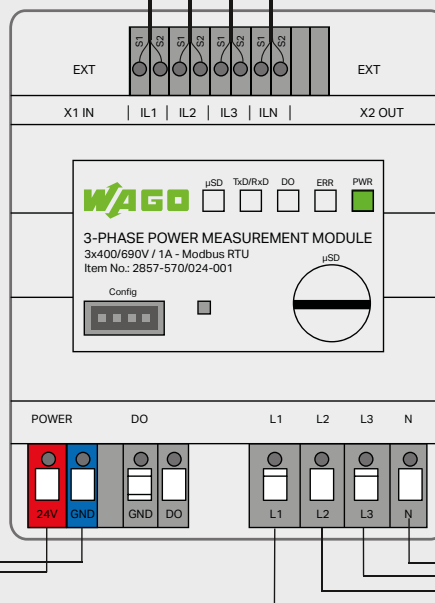 S1 S2 S1 S2 S1 S2 S1 S2
EXT EXT
X1 IN | IL1 | IL2 | IL3 | ILN | X2 OUT
WAGO
µSD TxD/RxD DO ERR PWR
3-PHASE POWER MEASUREMENT MODULE
3x400/690V / 1A - Modbus RTU
Item No.: 2857-570/024-001
µSD
Config
POWER DO L1 L2 L3 N
24V GND GND DO L1 L2 L3 N